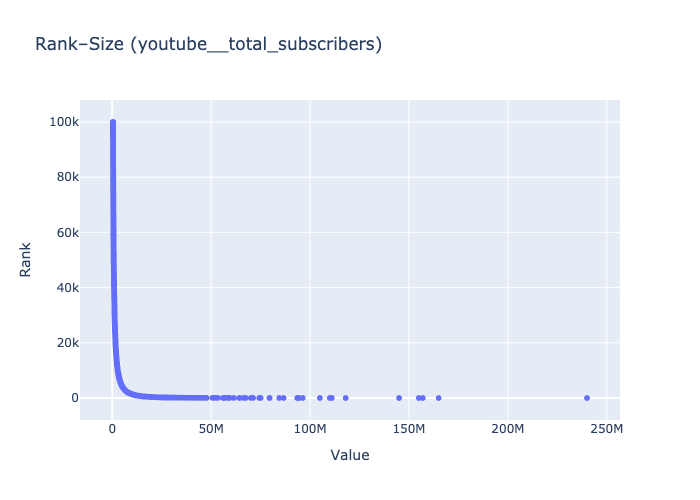 Rank–Size (youtube__total_subscribers)
100k
80k
60k
40k
20k
0
Rank
0
50M
100M
150M
200M
250M
Value